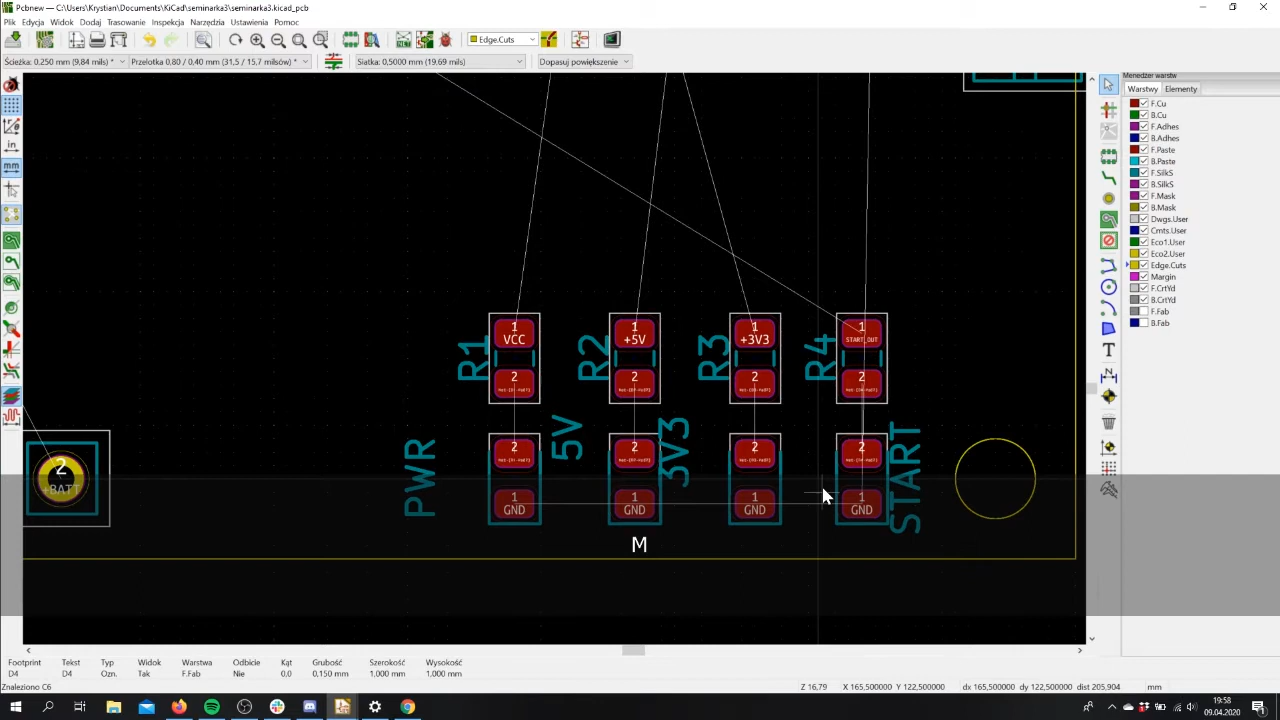 Pcbnew — C:\Users\Krystian\Documents\KiCad\seminarka3\seminarka3.kicad_pcb
Plik Edycja Widok Dodaj Trasowanie Inspekcja Narzędzia Ustawienia Pomoc
Edge.Cuts
Ścieżka: 0.250 mm (9.84 mils) * Przelotka 0,80 / 0,40 mm (31,5 / 15.7 milsów) * Siatka: 0,5000 mm (19,69 mils) Dopasuj powiększenie
Menedżer warstw
Warstwy Elementy
F.Cu
B.Cu
F.Adhes
B.Adhes
F.Paste
B.Paste
F.SilkS
B.SilkS
F.Mask
B.Mask
Dwgs.User
Cmts.User
Eco1.User
Eco2.User
Edge.Cuts
Margin
F.CrtYd
B.CrtYd
F.Fab
B.Fab
in
mm
R1 1 VCC 2
R2 1 +5V 2
R3 1 +3V3 2
R4 1 START_OUT 2
PWR 2 1 GND
5V 2 1 GND
3V3 2 1 GND
START 2 1 GND
2
+BATT
M
Footprint Tekst Typ Widok Warstwa Odbicie Kąt Grubość Szerokość Wysokość
D4 D4 Ozn. Tak F.Fab Nie 0.0 0,150 mm 1,000 mm 1,000 mm
Znaleziono C6 Z 16,79 X 165,500000 Y 122,500000 dx 165,500000 dy 122,500000 dist 205,904 mm
19:58
09.04.2020